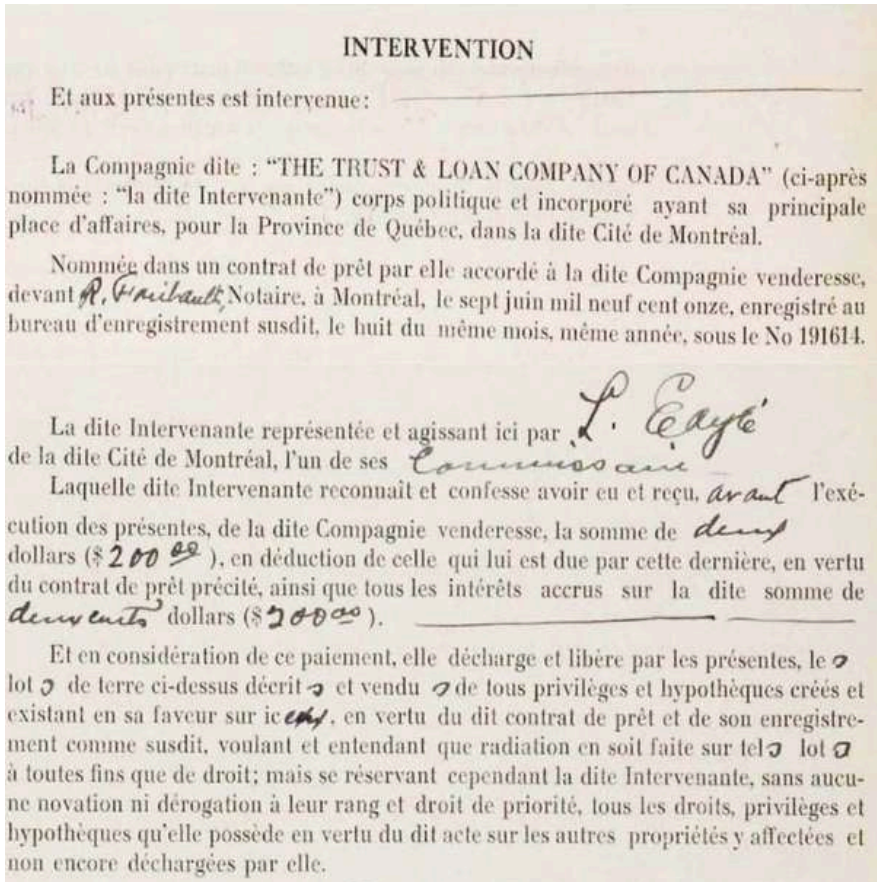 INTERVENTION
Et aux présentes est intervenue:
La Compagnie dite : “THE TRUST & LOAN COMPANY OF CANADA” (ci-après
nommée : “la dite Intervenante”) corps politique et incorporé ayant sa principale
place d’affaires, pour la Province de Québec, dans la dite Cité de Montréal.
Nommée dans un contrat de prêt par elle accordé à la dite Compagnie venderesse,
devant R. Faribault, Notaire, à Montréal, le sept juin mil neuf cent onze, enregistré au
bureau d’enregistrement susdit, le huit du même mois, même année, sous le No 191614.
La dite Intervenante représentée et agissant ici par L.
de la dite Cité de Montréal, l’un de ses Commissaire
Laquelle dite Intervenante reconnaît et confesse avoir eu et reçu, avant l’exé-
cution des présentes, de la dite Compagnie venderesse, la somme de deux
dollars ($200 00), en déduction de celle qui lui est due par cette dernière, en vertu
du contrat de prêt précité, ainsi que tous les intérêts accrus sur la dite somme de
deux cents dollars ($200 00).
Et en considération de ce paiement, elle décharge et libère par les présentes, le
lot de terre ci-dessus décrit et vendu de tous privilèges et hypothèques créés et
existant en sa faveur sur ic, en vertu du dit contrat de prêt et de son enregistre-
ment comme susdit, voulant et entendant que radiation en soit faite sur tel lot
à toutes fins que de droit; mais se réservant cependant la dite Intervenante, sans aucu-
ne novation ni dérogation à leur rang et droit de priorité, tous les droits, privilèges et
hypothèques qu’elle possède en vertu du dit acte sur les autres propriétés y affectées et
non encore déchargées par elle.